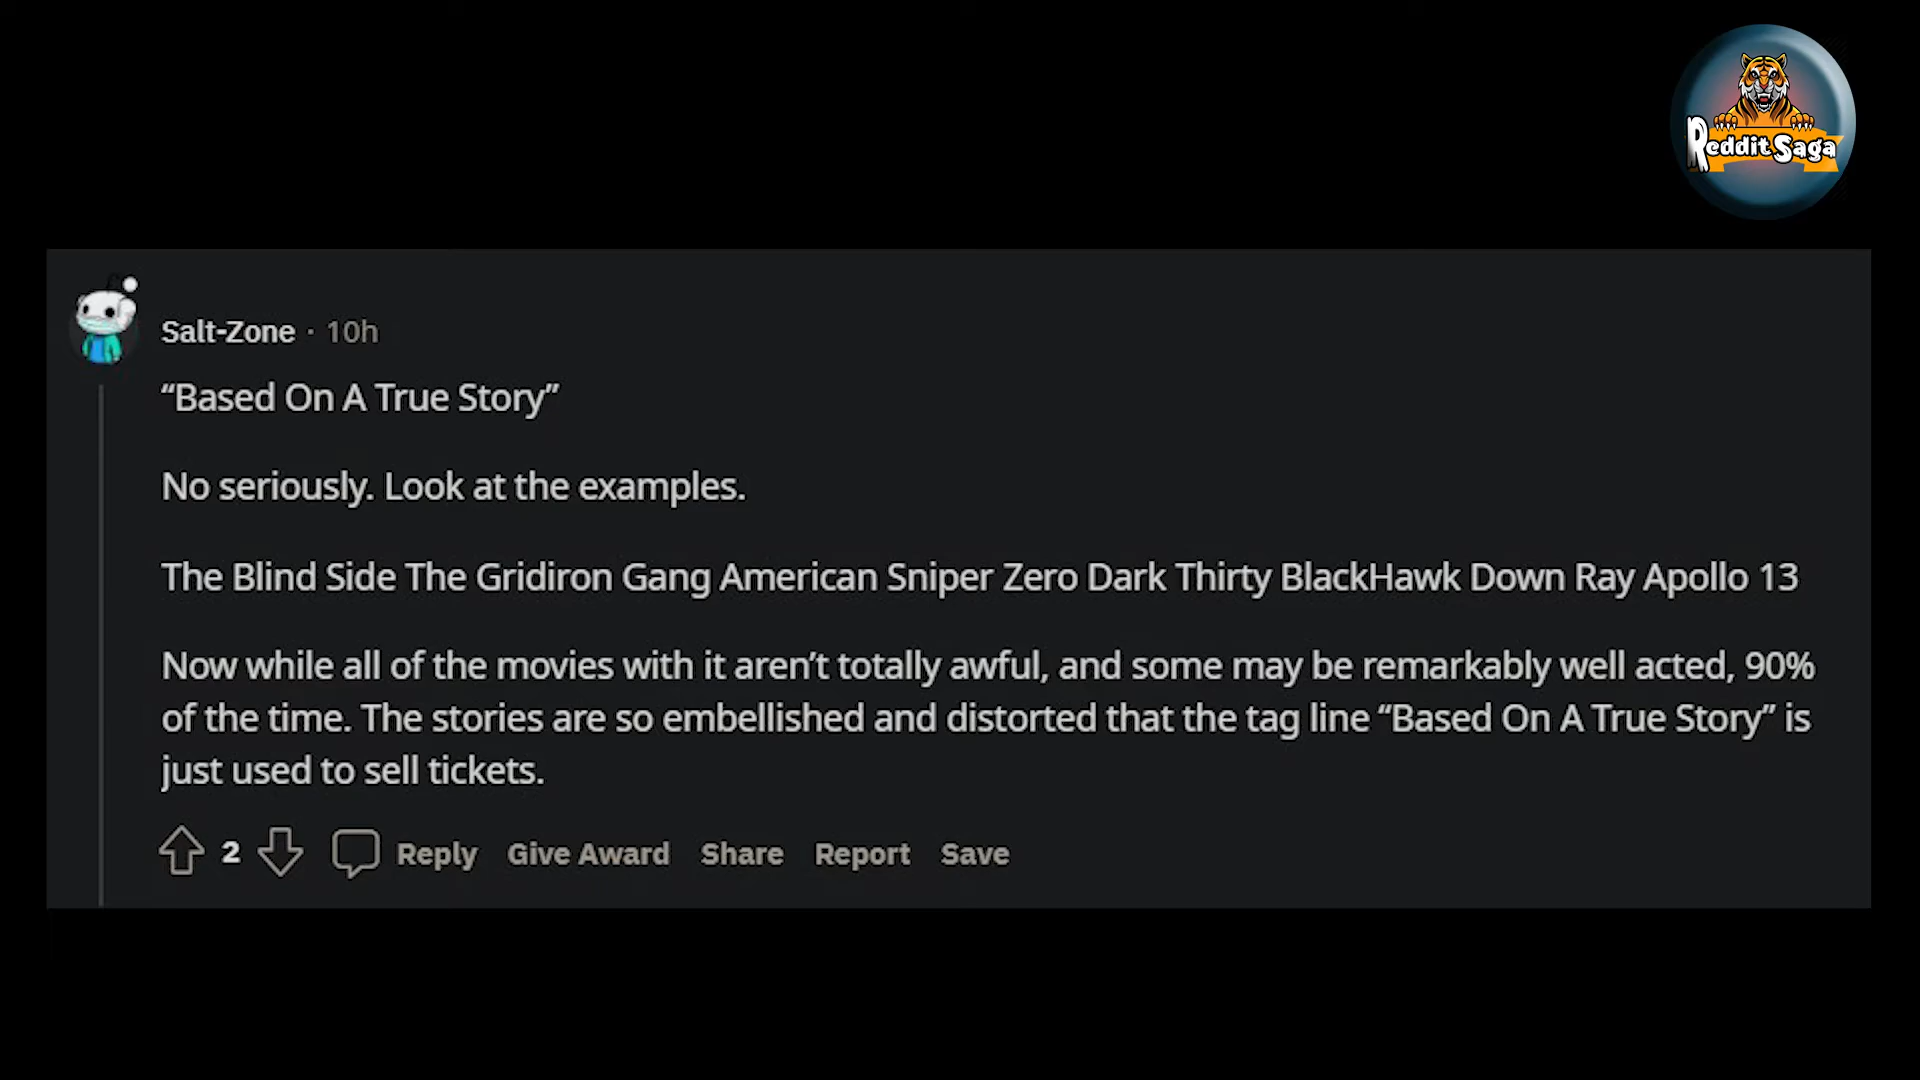 Reddit Saga
Salt-Zone · 10h
“Based On A True Story”
No seriously. Look at the examples.
The Blind Side The Gridiron Gang American Sniper Zero Dark Thirty BlackHawk Down Ray Apollo 13
Now while all of the movies with it aren’t totally awful, and some may be remarkably well acted, 90%
of the time. The stories are so embellished and distorted that the tag line “Based On A True Story” is
just used to sell tickets.
2 Reply Give Award Share Report Save